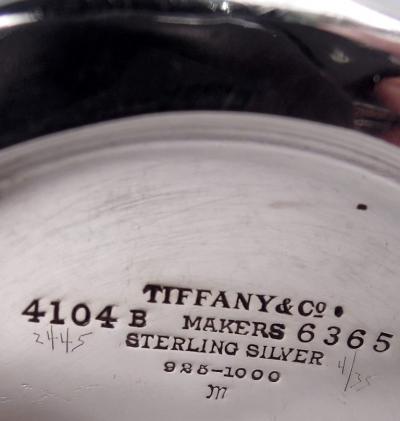 TIFFANY & Co.
4104 B MAKERS 6365
2445 STERLING SILVER 4/35
925-1000
m